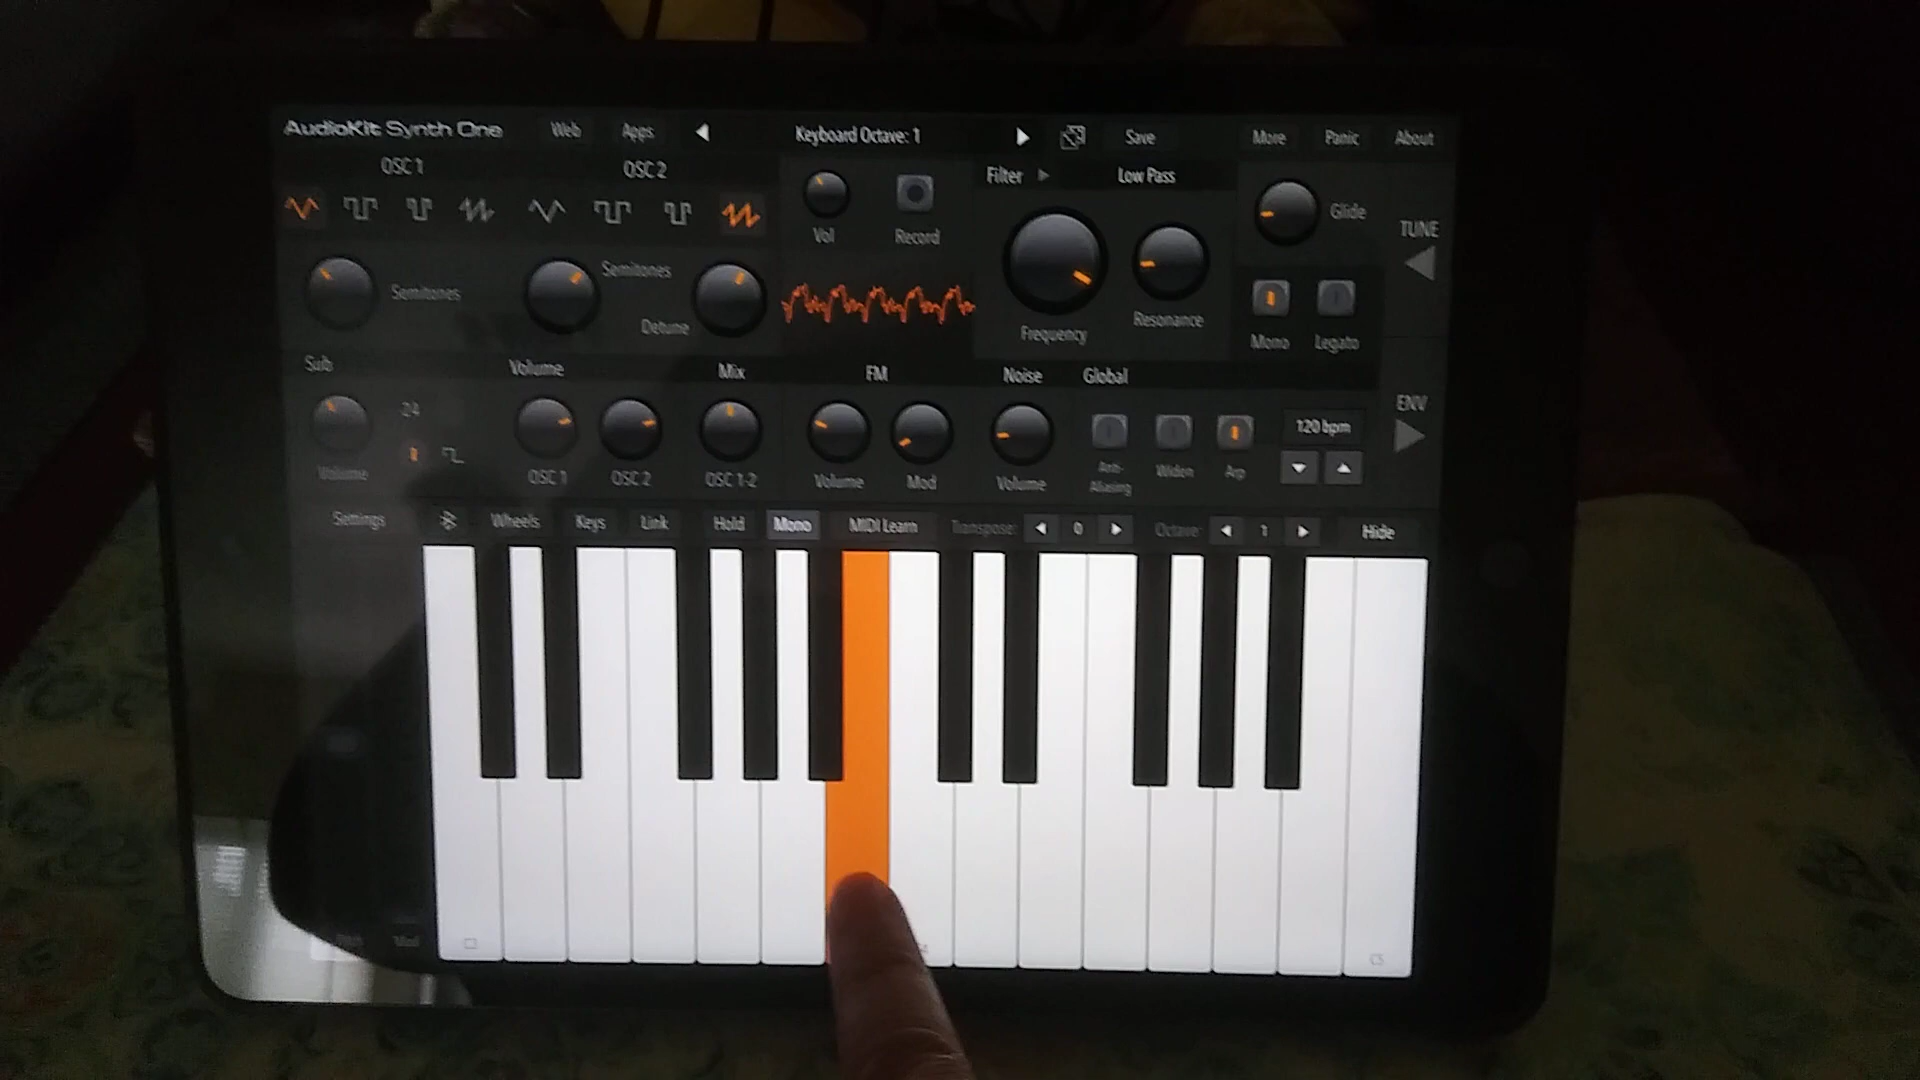 AudioKit Synth One Web Apps Keyboard Octave: 1 Save More Panic About
OSC 1 OSC 2 Filter Low Pass
Vol Record Glide TUNE
Semitones Semitones
Detune Frequency Resonance Mono Legato
Sub Volume Mix FM Noise Global ENV
24 120 bpm
Volume OSC 1 OSC 2 OSC 1-2 Volume Mod Volume Anti-Aliasing Widen Arp
Settings Wheels Keys Link Hold Mono MIDI Learn Transpose: 0 Octave: 1 Hide
C5